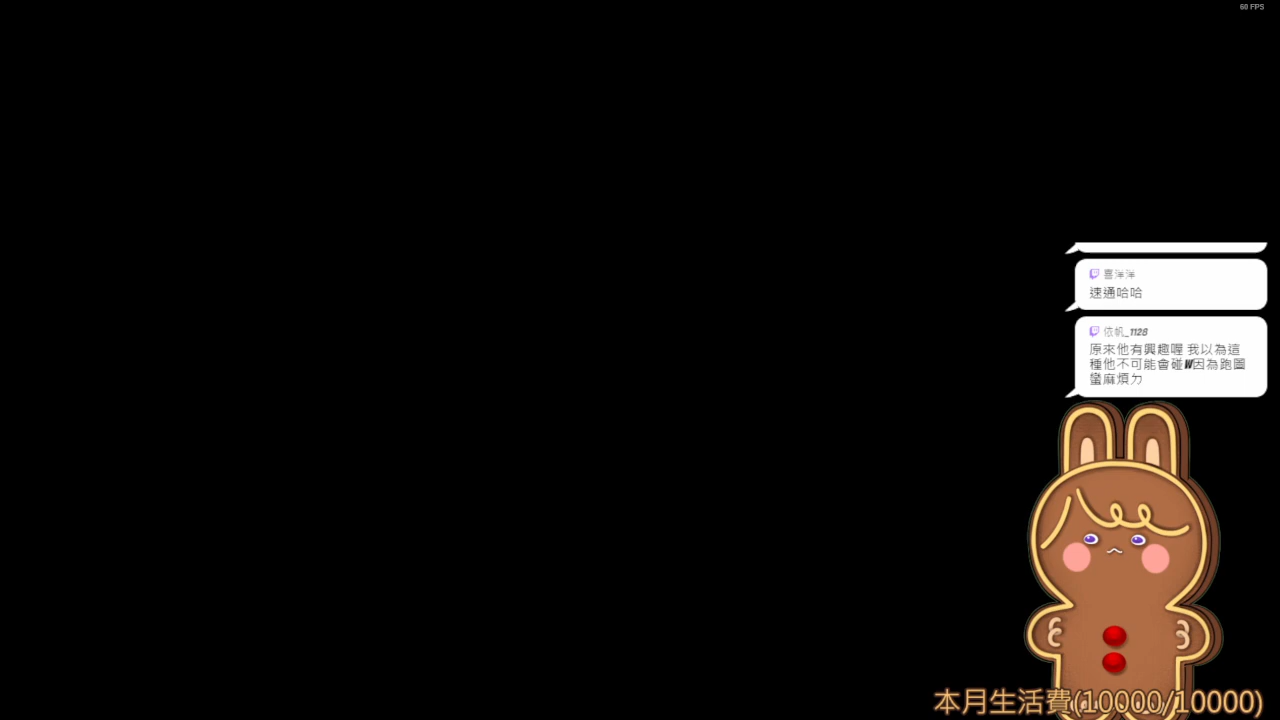 60 FPS
喜洋洋
速通哈哈
依帆_1128
原來他有興趣喔 我以為這
種他不可能會碰W因為跑圖
蠻麻煩ㄉ
本月生活費(10000/10000)